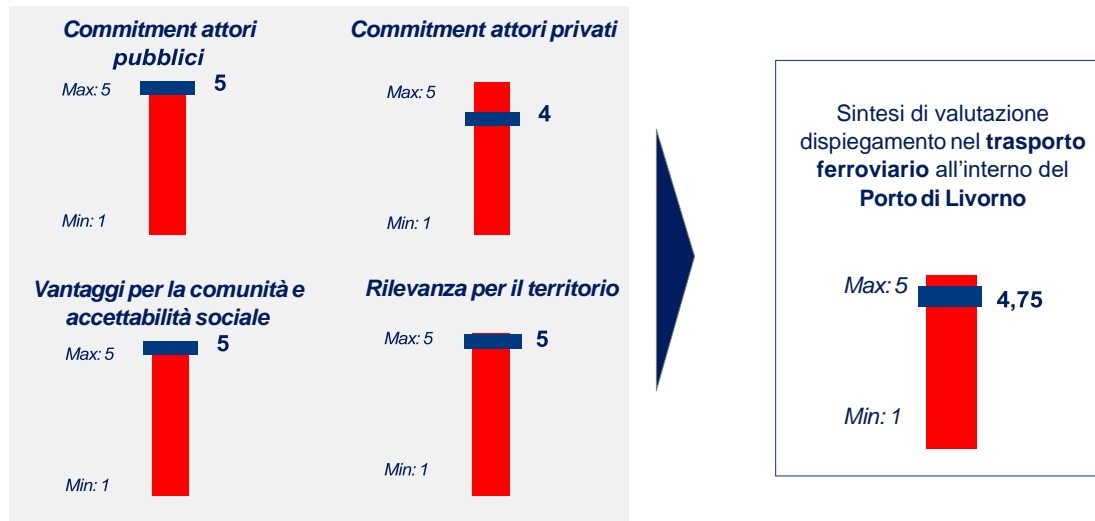 Commitment attori
pubblici
Max: 5
5
Min: 1
Commitment attori privati
Max: 5
4
Min: 1
Vantaggi per la comunità e
accettabilità sociale
Max: 5
5
Min: 1
Rilevanza per il territorio
Max: 5
5
Min: 1
Sintesi di valutazione
dispiegamento nel trasporto
ferroviario all’interno del
Porto di Livorno
Max: 5
4,75
Min: 1